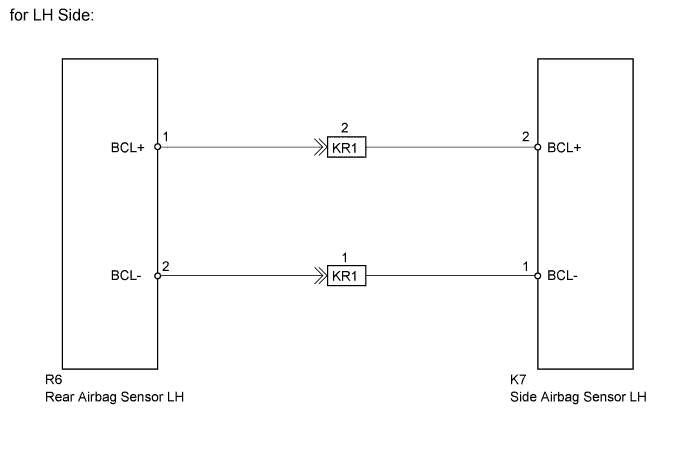 for LH Side:
2
1 2
BCL+ KR1 BCL+
1
2 1
BCL- KR1 BCL-
R6 K7
Rear Airbag Sensor LH Side Airbag Sensor LH